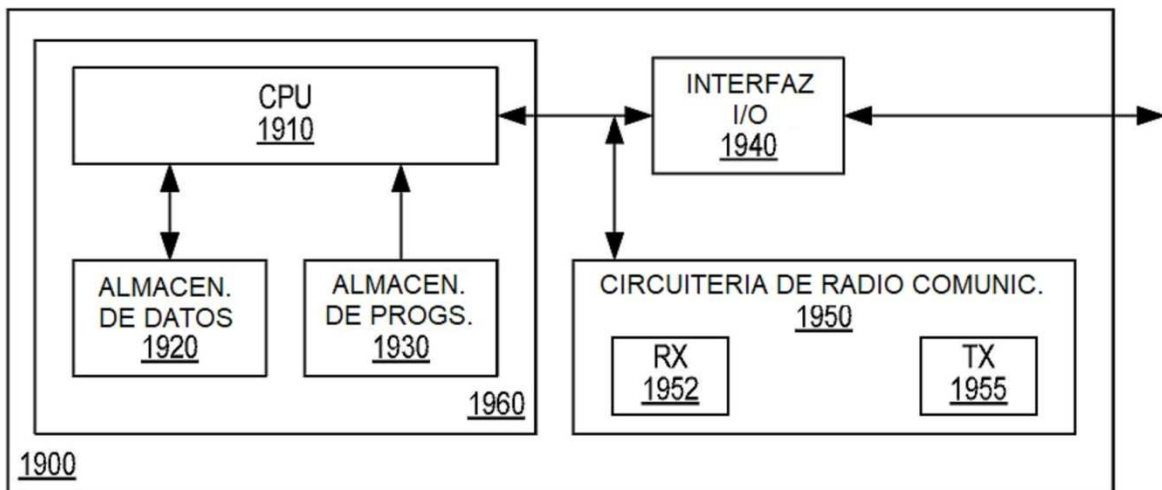 CPU
1910
INTERFAZ
I/O
1940
ALMACEN.
DE DATOS
1920
ALMACEN.
DE PROGS.
1930
CIRCUITERIA DE RADIO COMUNIC.
1950
RX
1952
TX
1955
1960
1900